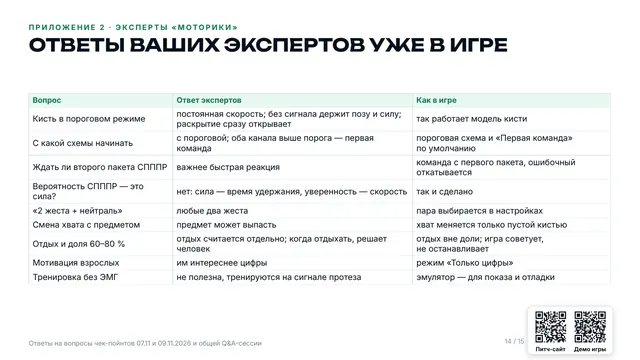 ПРИЛОЖЕНИЕ 2 · ЭКСПЕРТЫ «МОТОРИКИ»
ОТВЕТЫ ВАШИХ ЭКСПЕРТОВ УЖЕ В ИГРЕ
Вопрос Ответ экспертов Как в игре
Кисть в пороговом режиме постоянная скорость; без сигнала держит позу и силу; раскрытие сразу открывает так работает модель кисти
С какой схемы начинать с пороговой; оба канала выше порога — первая команда пороговая схема и «Первая команда» по умолчанию
Ждать ли второго пакета СПППР важнее быстрая реакция команда с первого пакета, ошибочный откатывается
Вероятность СПППР — это сила? нет: сила — время удержания, уверенность — скорость так и сделано
«2 жеста + нейтраль» любые два жеста пара выбирается в настройках
Смена хвата с предметом предмет может выпасть хват меняется только пустой кистью
Отдых и доля 60–80 % отдых считается отдельно; когда отдыхать, решает человек отдых вне доли; игра советует, не останавливает
Мотивация взрослых им интереснее цифры режим «Только цифры»
Тренировка без ЭМГ не полезна, тренируются на сигнале протеза эмулятор — для показа и отладки
Ответы на вопросы чек-пойнтов 07.11 и 09.11.2026 и общей Q&A-сессии
14 / 15
Питч-сайт Демо игры